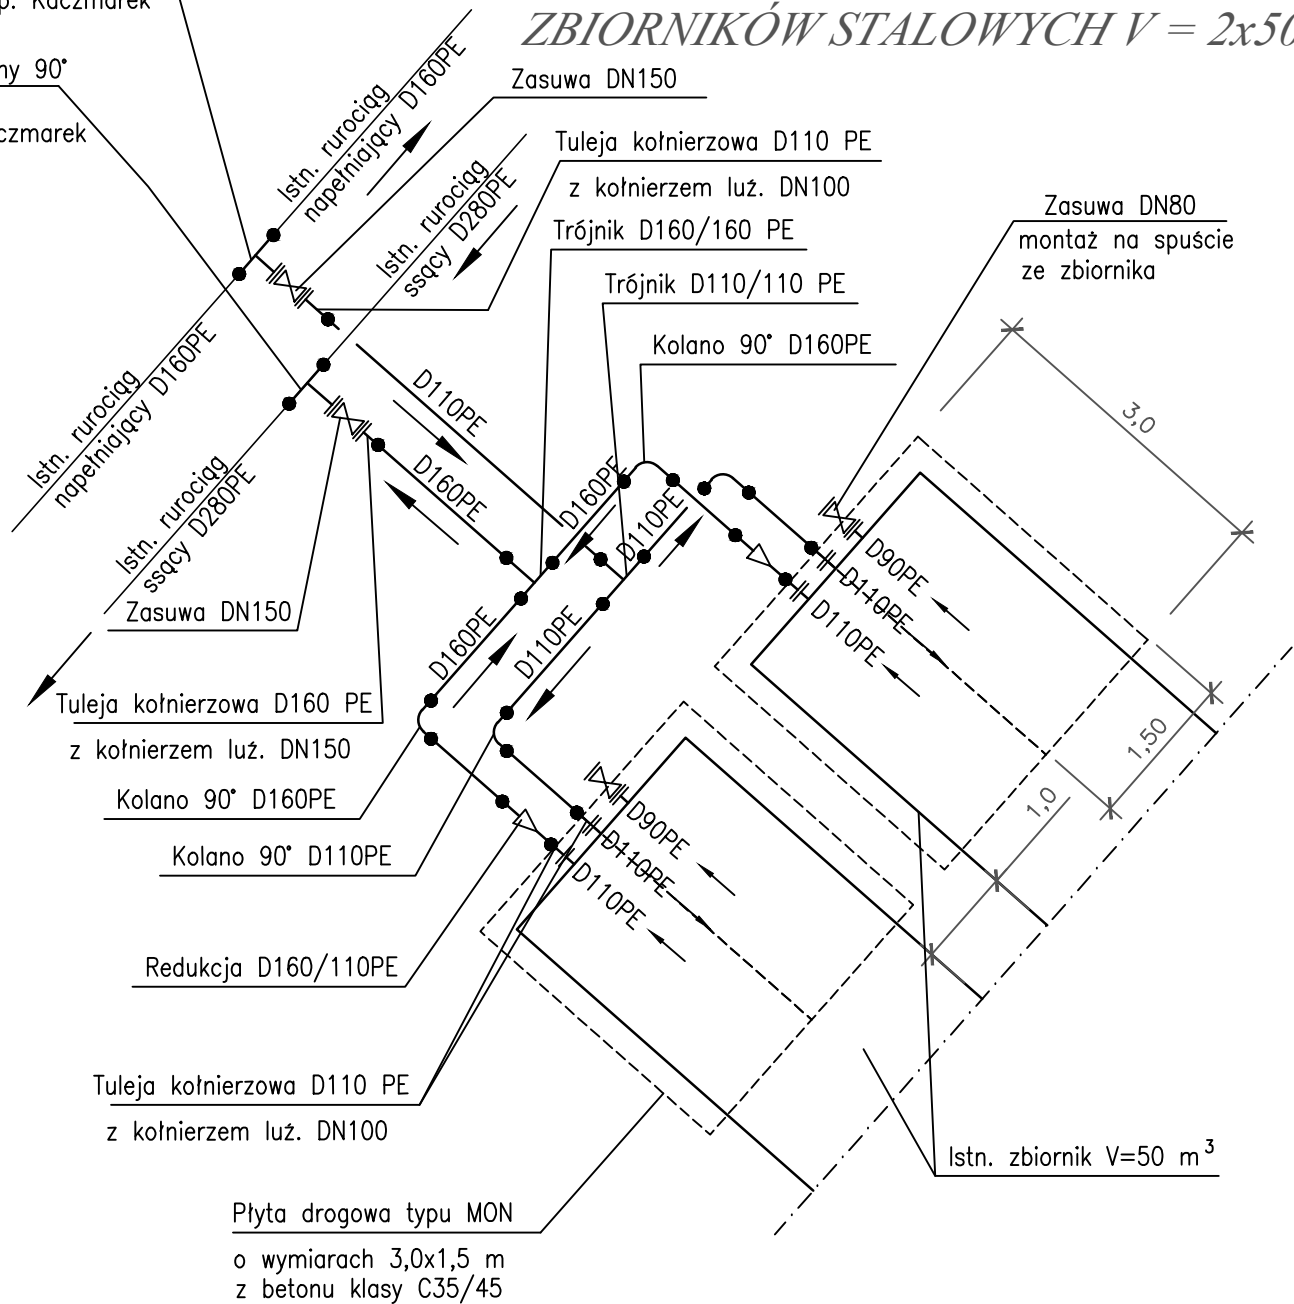 p. Kaczmarek
ZBIORNIKÓW STALOWYCH V = 2x50
ny 90°
czmarek
Zasuwa DN150
Istn. rurociąg
napełniający D160PE
Tuleja kołnierzowa D110 PE
z kołnierzem luź. DN100
Istn. rurociąg
ssący D280PE
Trójnik D160/160 PE
Zasuwa DN80
montaż na spuście
ze zbiornika
Trójnik D110/110 PE
Kolano 90° D160PE
Istn. rurociąg
napełniający D160PE
D110PE
3,0
Istn. rurociąg
ssący D280PE
D160PE
D160PE
D110PE
D90PE
D110PE
D110PE
Zasuwa DN150
D160PE
D110PE
Tuleja kołnierzowa D160 PE
z kołnierzem luź. DN150
1,50
Kolano 90° D160PE
1,0
D90PE
D110PE
D110PE
Kolano 90° D110PE
Redukcja D160/110PE
Tuleja kołnierzowa D110 PE
z kołnierzem luź. DN100
Istn. zbiornik V=50 m³
Płyta drogowa typu MON
o wymiarach 3,0x1,5 m
z betonu klasy C35/45